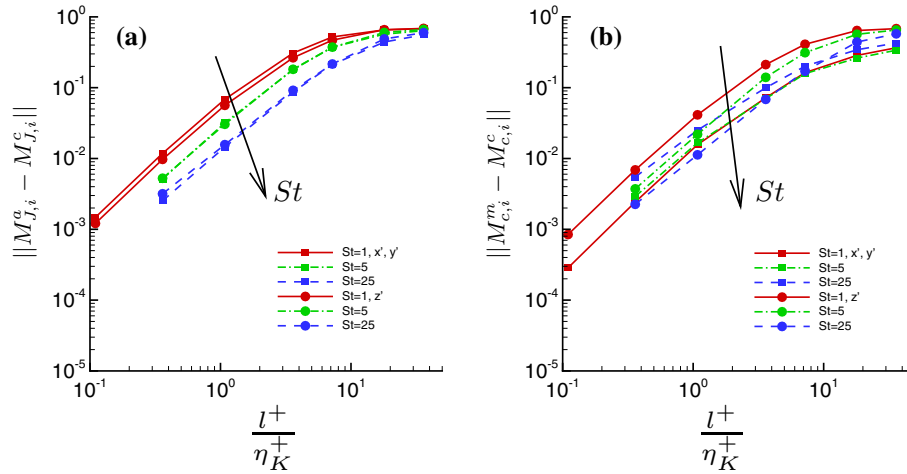 (a)
10^0
10^-1
10^-2
10^-3
10^-4
10^-5
||M^a_{J,i} − M^c_{J,i}||
St
St=1, x', y'
St=5
St=25
St=1, z'
St=5
St=25
10^-1
10^0
10^1
l^+
η^+_K
(b)
10^0
10^-1
10^-2
10^-3
10^-4
10^-5
||M^m_{c,i} − M^c_{c,i}||
St
St=1, x', y'
St=5
St=25
St=1, z'
St=5
St=25
10^-1
10^0
10^1
l^+
η^+_K